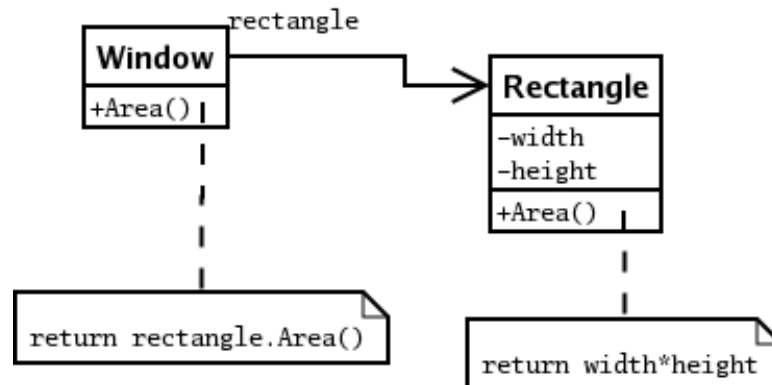 rectangle
Window
+Area()
Rectangle
-width
-height
+Area()
return rectangle.Area()
return width*height